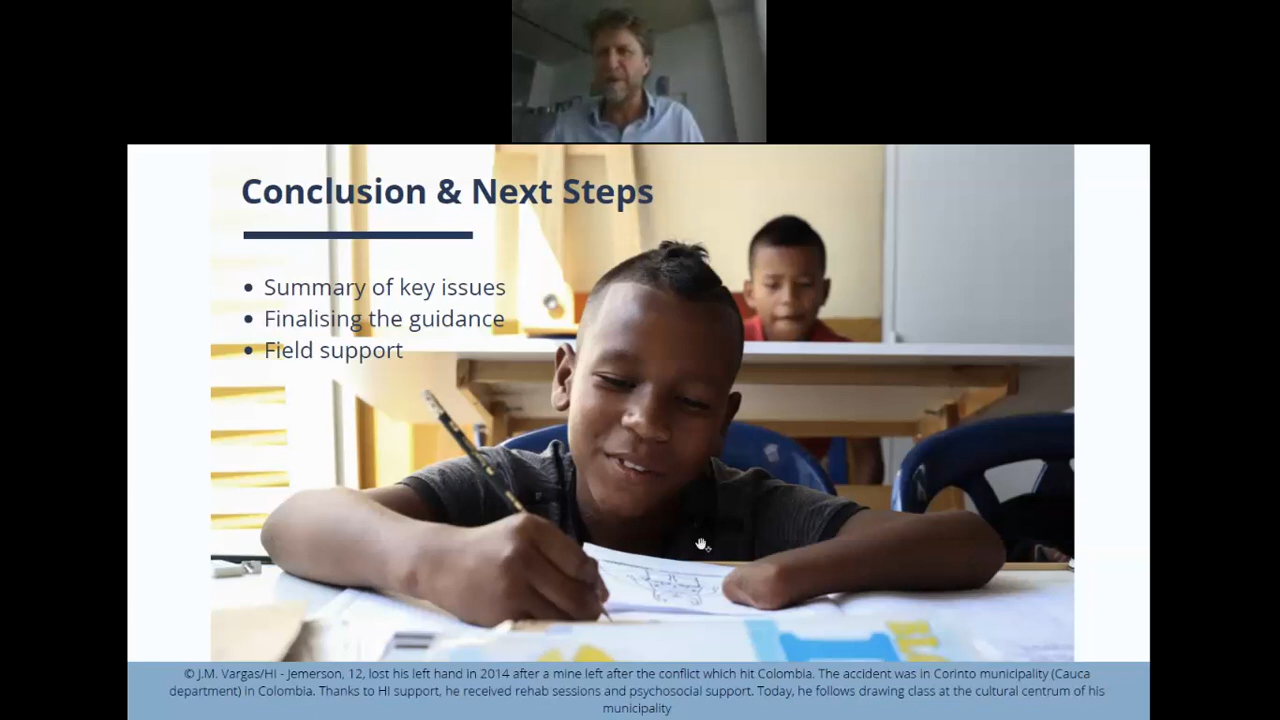 Conclusion & Next Steps
• Summary of key issues
• Finalising the guidance
• Field support
© J.M. Vargas/HI - Jemerson, 12, lost his left hand in 2014 after a mine left after the conflict which hit Colombia. The accident was in Corinto municipality (Cauca
department) in Colombia. Thanks to HI support, he received rehab sessions and psychosocial support. Today, he follows drawing class at the cultural centrum of his
municipality